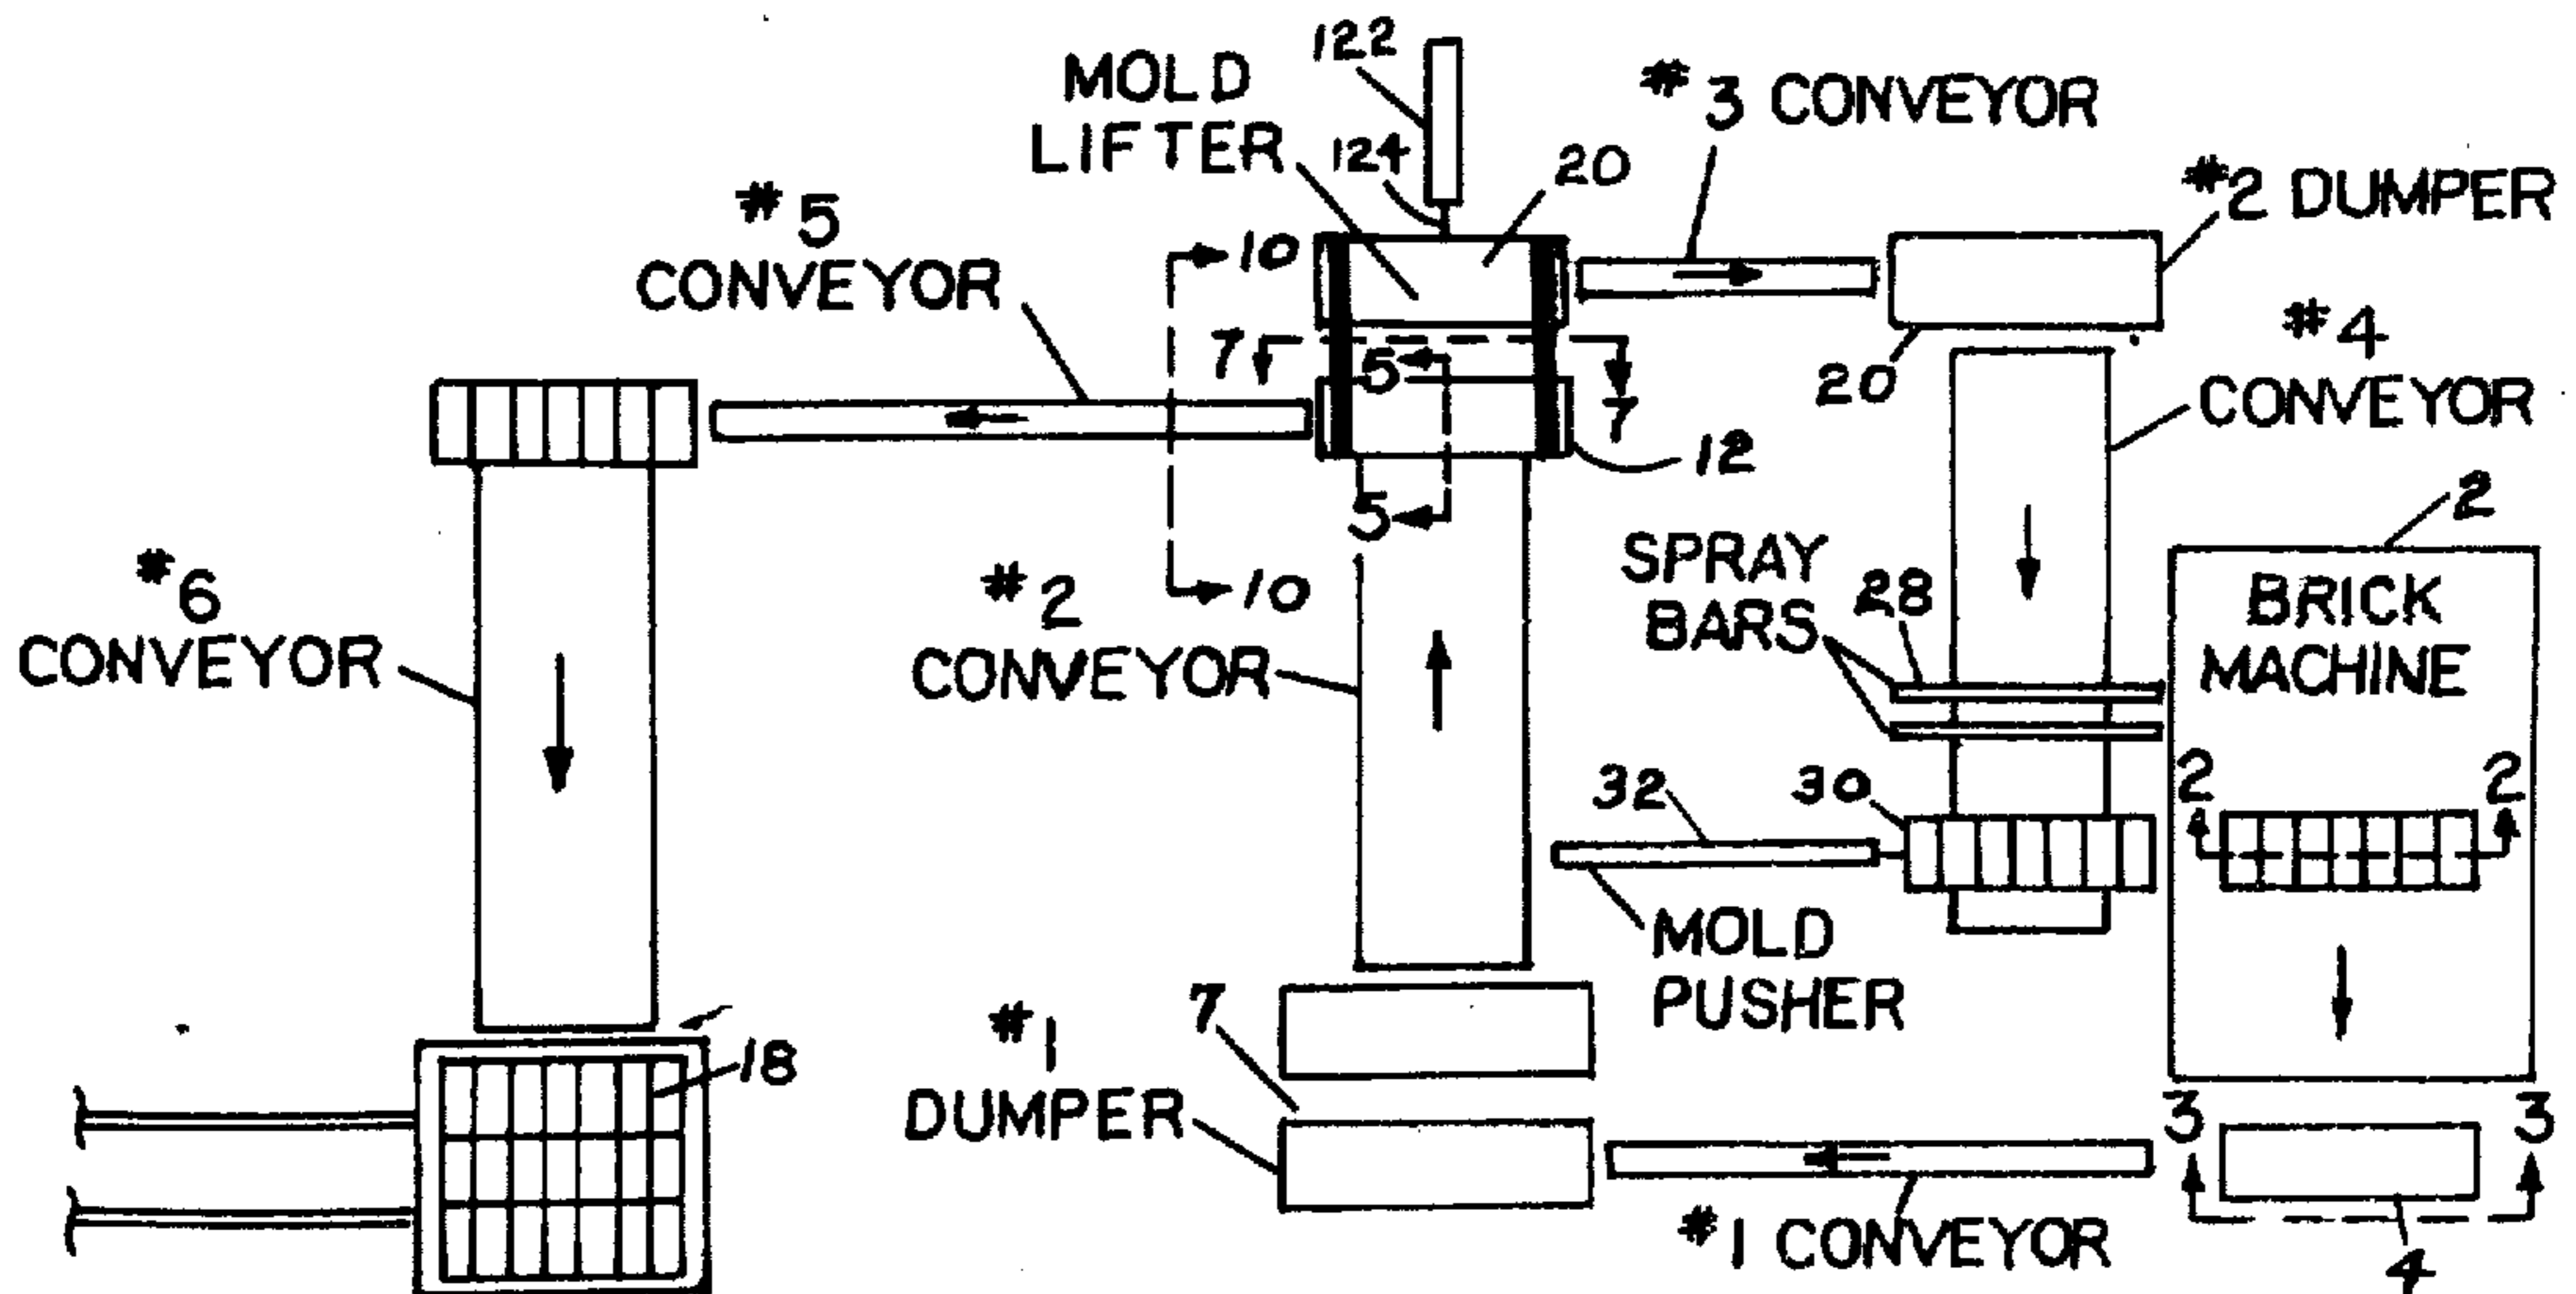 122
MOLD
LIFTER
124
20
#3 CONVEYOR
#2 DUMPER
#5
CONVEYOR
10
7
5
7
20
#4
CONVEYOR
12
5
10
2
#6
CONVEYOR
#2
CONVEYOR
SPRAY
BARS
28
BRICK
MACHINE
2
2
32
30
MOLD
PUSHER
18
#1
DUMPER
7
3
3
#1 CONVEYOR
4